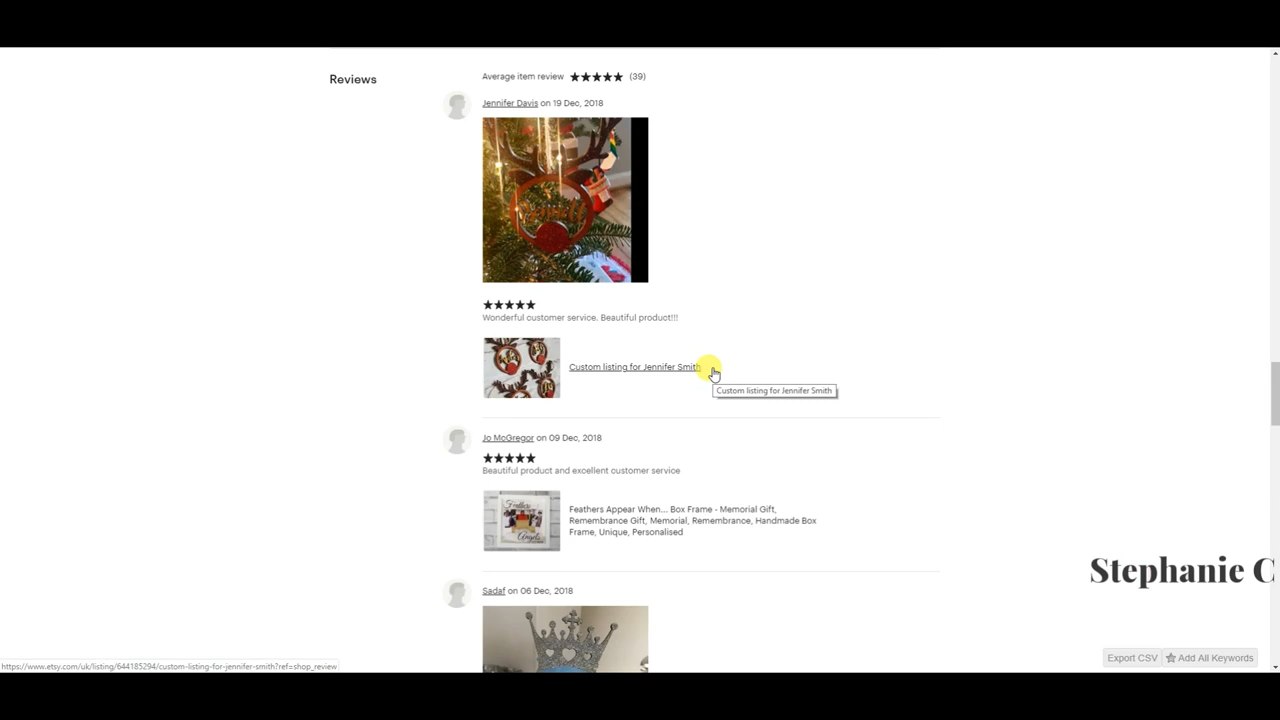 Reviews
Average item review ★★★★★ (39)
Jennifer Davis on 19 Dec, 2018
★★★★★
Wonderful customer service. Beautiful product!!!
Custom listing for Jennifer Smith
Custom listing for Jennifer Smith
Jo McGregor on 09 Dec, 2018
★★★★★
Beautiful product and excellent customer service
Feathers Appear When... Box Frame - Memorial Gift,
Remembrance Gift, Memorial, Remembrance, Handmade Box
Frame, Unique, Personalised
Feathers
Angels
Stephanie C
Sadaf on 06 Dec, 2018
Export CSV ★ Add All Keywords
https://www.etsy.com/uk/listing/644185294/custom-listing-for-jennifer-smith?ref=shop_review